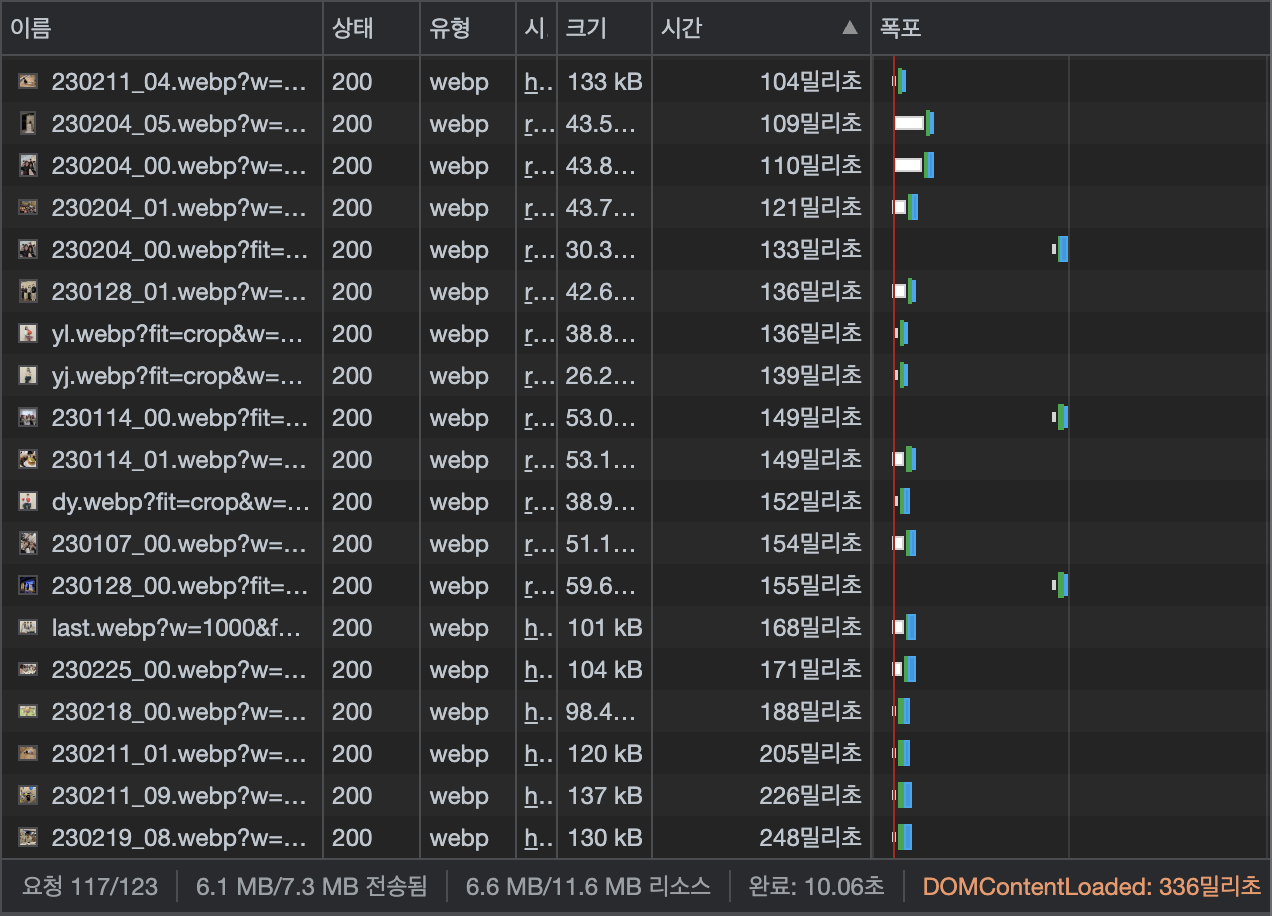 이름 상태 유형 시 크기 시간 ▲ 폭포
230211_04.webp?w=... 200 webp h.. 133 kB 104밀리초
230204_05.webp?w=... 200 webp r... 43.5... 109밀리초
230204_00.webp?w=... 200 webp r... 43.8... 110밀리초
230204_01.webp?w=... 200 webp r... 43.7... 121밀리초
230204_00.webp?fit=... 200 webp r... 30.3... 133밀리초
230128_01.webp?w=... 200 webp r... 42.6... 136밀리초
yl.webp?fit=crop&w=... 200 webp r... 38.8... 136밀리초
yj.webp?fit=crop&w=... 200 webp r... 26.2... 139밀리초
230114_00.webp?fit=... 200 webp r... 53.0... 149밀리초
230114_01.webp?w=... 200 webp r... 53.1... 149밀리초
dy.webp?fit=crop&w=... 200 webp r... 38.9... 152밀리초
230107_00.webp?w=... 200 webp r... 51.1... 154밀리초
230128_00.webp?fit=... 200 webp r... 59.6... 155밀리초
last.webp?w=1000&f... 200 webp h.. 101 kB 168밀리초
230225_00.webp?w=... 200 webp h.. 104 kB 171밀리초
230218_00.webp?w=... 200 webp h.. 98.4... 188밀리초
230211_01.webp?w=... 200 webp h.. 120 kB 205밀리초
230211_09.webp?w=... 200 webp h.. 137 kB 226밀리초
230219_08.webp?w=... 200 webp h.. 130 kB 248밀리초
요청 117/123 6.1 MB/7.3 MB 전송됨 6.6 MB/11.6 MB 리소스 완료: 10.06초 DOMContentLoaded: 336밀리초